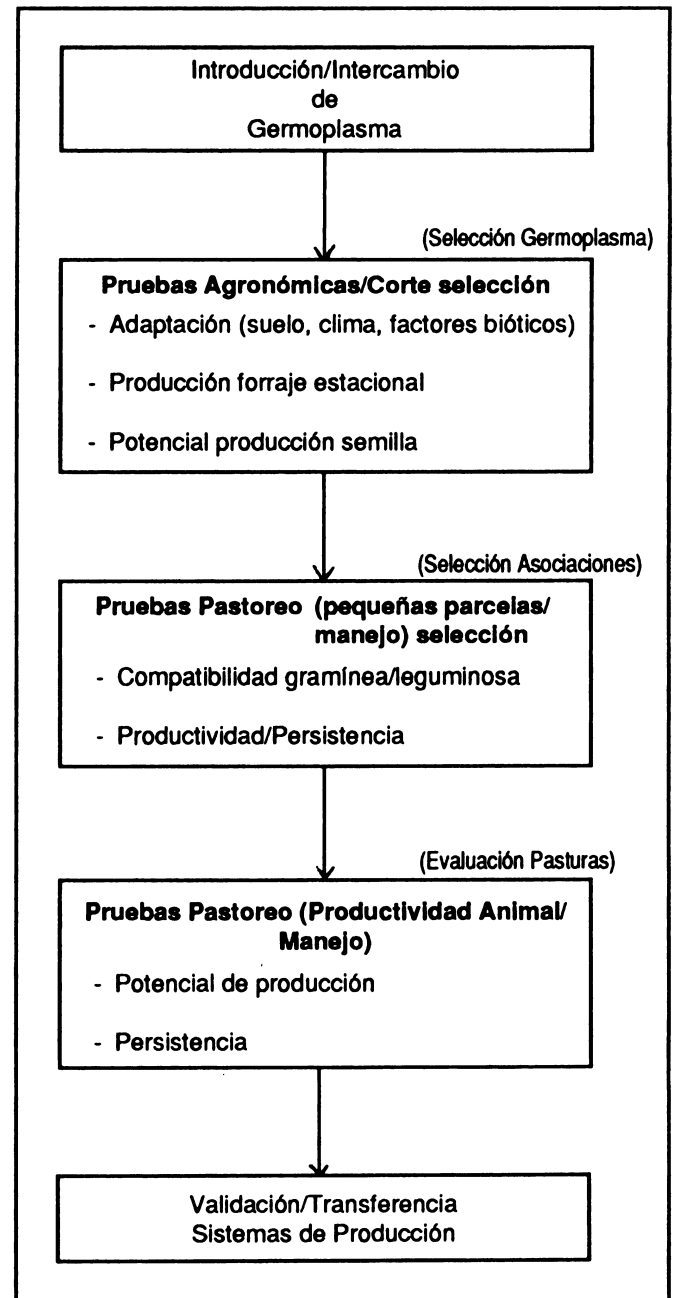 Introducción/Intercambio
de
Germoplasma
(Selección Germoplasma)
Pruebas Agronómicas/Corte selección
- Adaptación (suelo, clima, factores bióticos)
- Producción forraje estacional
- Potencial producción semilla
(Selección Asociaciones)
Pruebas Pastoreo (pequeñas parcelas/
manejo) selección
- Compatibilidad gramínea/leguminosa
- Productividad/Persistencia
(Evaluación Pasturas)
Pruebas Pastoreo (Productividad Animal/
Manejo)
- Potencial de producción
- Persistencia
Validación/Transferencia
Sistemas de Producción